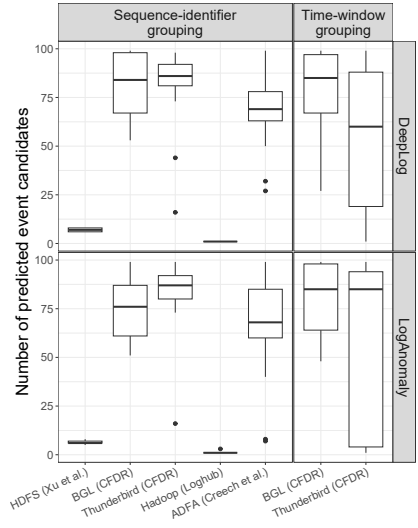 Sequence-identifier
grouping
Time-window
grouping
Number of predicted event candidates
100
75
50
25
0
DeepLog
100
75
50
25
0
LogAnomaly
HDFS (Xu et al.)
BGL (CFDR)
Thunderbird (CFDR)
Hadoop (Loghub)
ADFA (Creech et al.)
BGL (CFDR)
Thunderbird (CFDR)